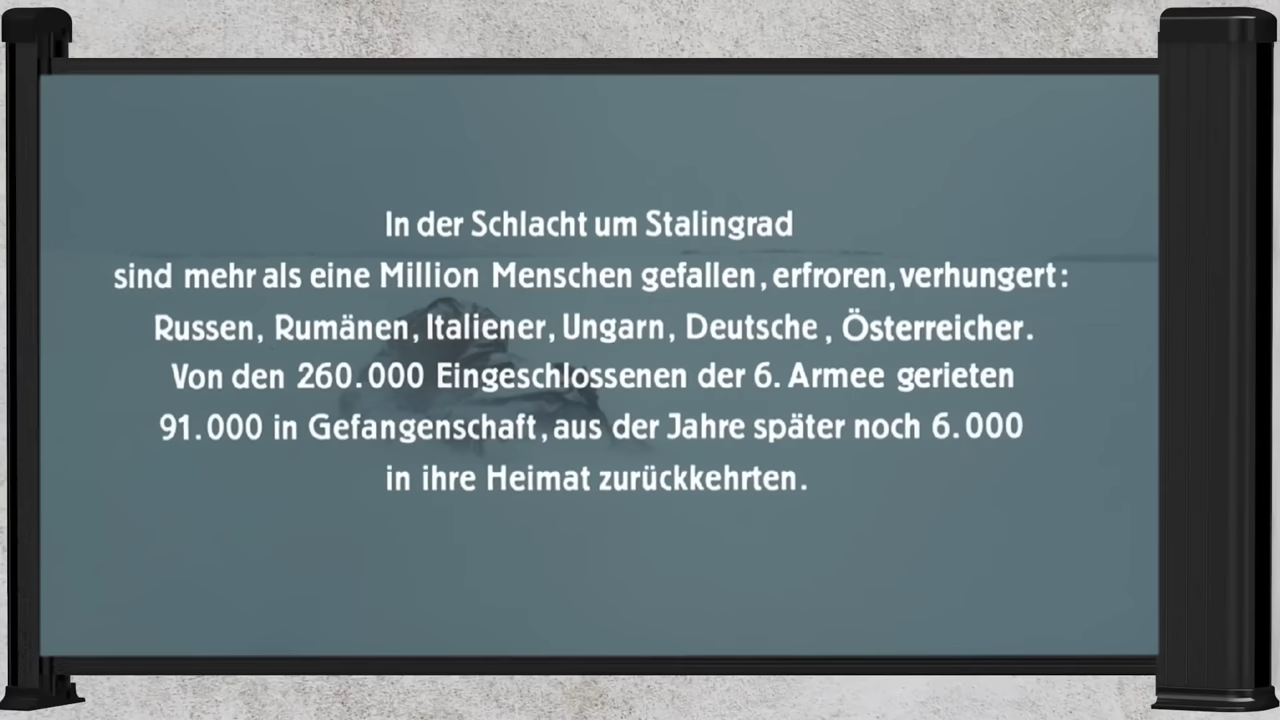 In der Schlacht um Stalingrad
sind mehr als eine Million Menschen gefallen, erfroren, verhungert:
Russen, Rumänen, Italiener, Ungarn, Deutsche, Österreicher.
Von den 260.000 Eingeschlossenen der 6. Armee gerieten
91.000 in Gefangenschaft, aus der Jahre später noch 6.000
in ihre Heimat zurückkehrten.